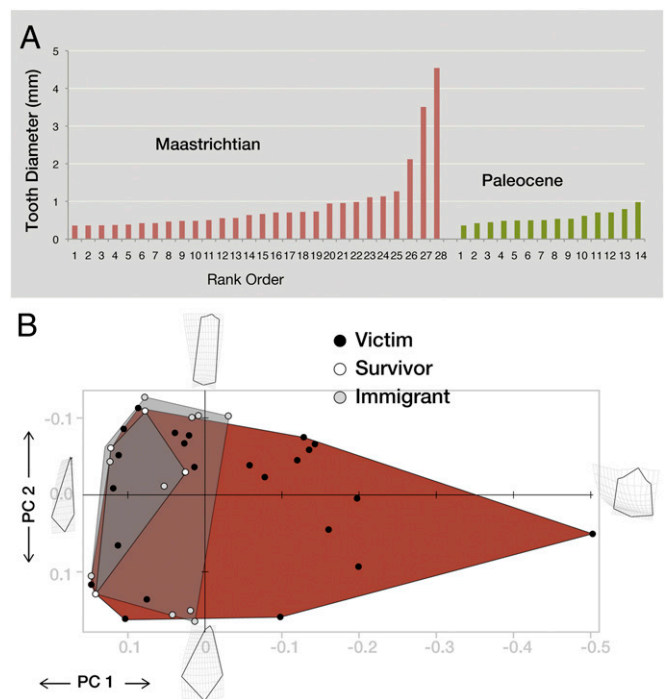 A
5
4
3
2
1
0
Tooth Diameter (mm)
Maastrichtian
Paleocene
1 2 3 4 5 6 7 8 9 10 11 12 13 14 15 16 17 18 19 20 21 22 23 24 25 26 27 28 1 2 3 4 5 6 7 8 9 10 11 12 13 14
Rank Order
B
Victim
Survivor
Immigrant
-0.1
0.0
0.1
PC 2
0.1 0 -0.1 -0.2 -0.3 -0.4 -0.5
PC 1